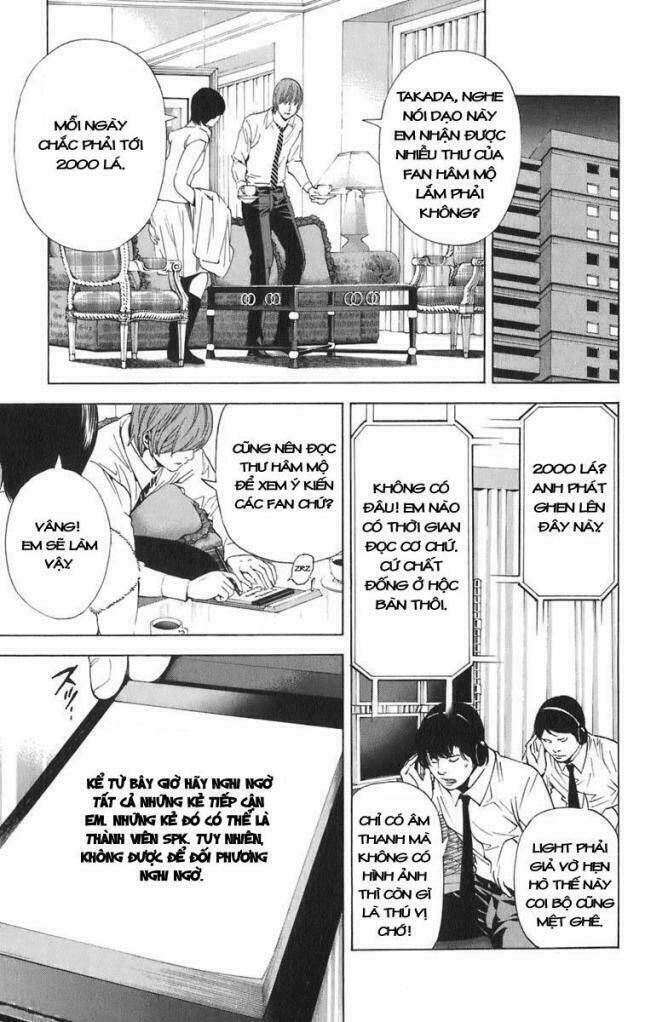 TAKADA, NGHE
NÓI DẠO NÀY
EM NHẬN ĐƯỢC
NHIỀU THƯ CỦA
FAN HÂM MỘ
LẮM PHẢI
KHÔNG?
MỖI NGÀY
CHẮC PHẢI TỚI
2000 LÁ.
2000 LÁ?
ANH PHÁT
GHEN LÊN
ĐÂY NÀY.
KHÔNG CÓ
ĐÂU! EM NÀO
CÓ THỜI GIAN
ĐỌC CƠ CHỨ.
CỨ CHẤT
ĐỐNG Ở HỘC
BÀN THÔI.
LIGHT PHẢI
GIẢ VỜ HẸN
HÒ THẾ NÀY
COI BỘ CŨNG
MỆT GHÊ.
CHỈ CÓ ÂM
THANH MÀ
KHÔNG CÓ
HÌNH ẢNH
THÌ CÒN GÌ
LÀ THÚ VỊ
CHỚ!
CŨNG NÊN ĐỌC
THƯ HÂM MỘ
ĐỂ XEM Ý KIẾN
CÁC FAN CHỨ?
ZRZ
VÂNG!
EM SẼ LÀM
VẬY.
KỂ TỪ BÂY GIỜ HÃY NGHI NGỜ
TẤT CẢ NHỮNG KẺ TIẾP CẬN
EM. NHỮNG KẺ ĐÓ CÓ THỂ LÀ
THÀNH VIÊN SPK. TUY NHIÊN,
KHÔNG ĐƯỢC ĐỂ ĐỐI PHƯƠNG
NGHI NGỜ.